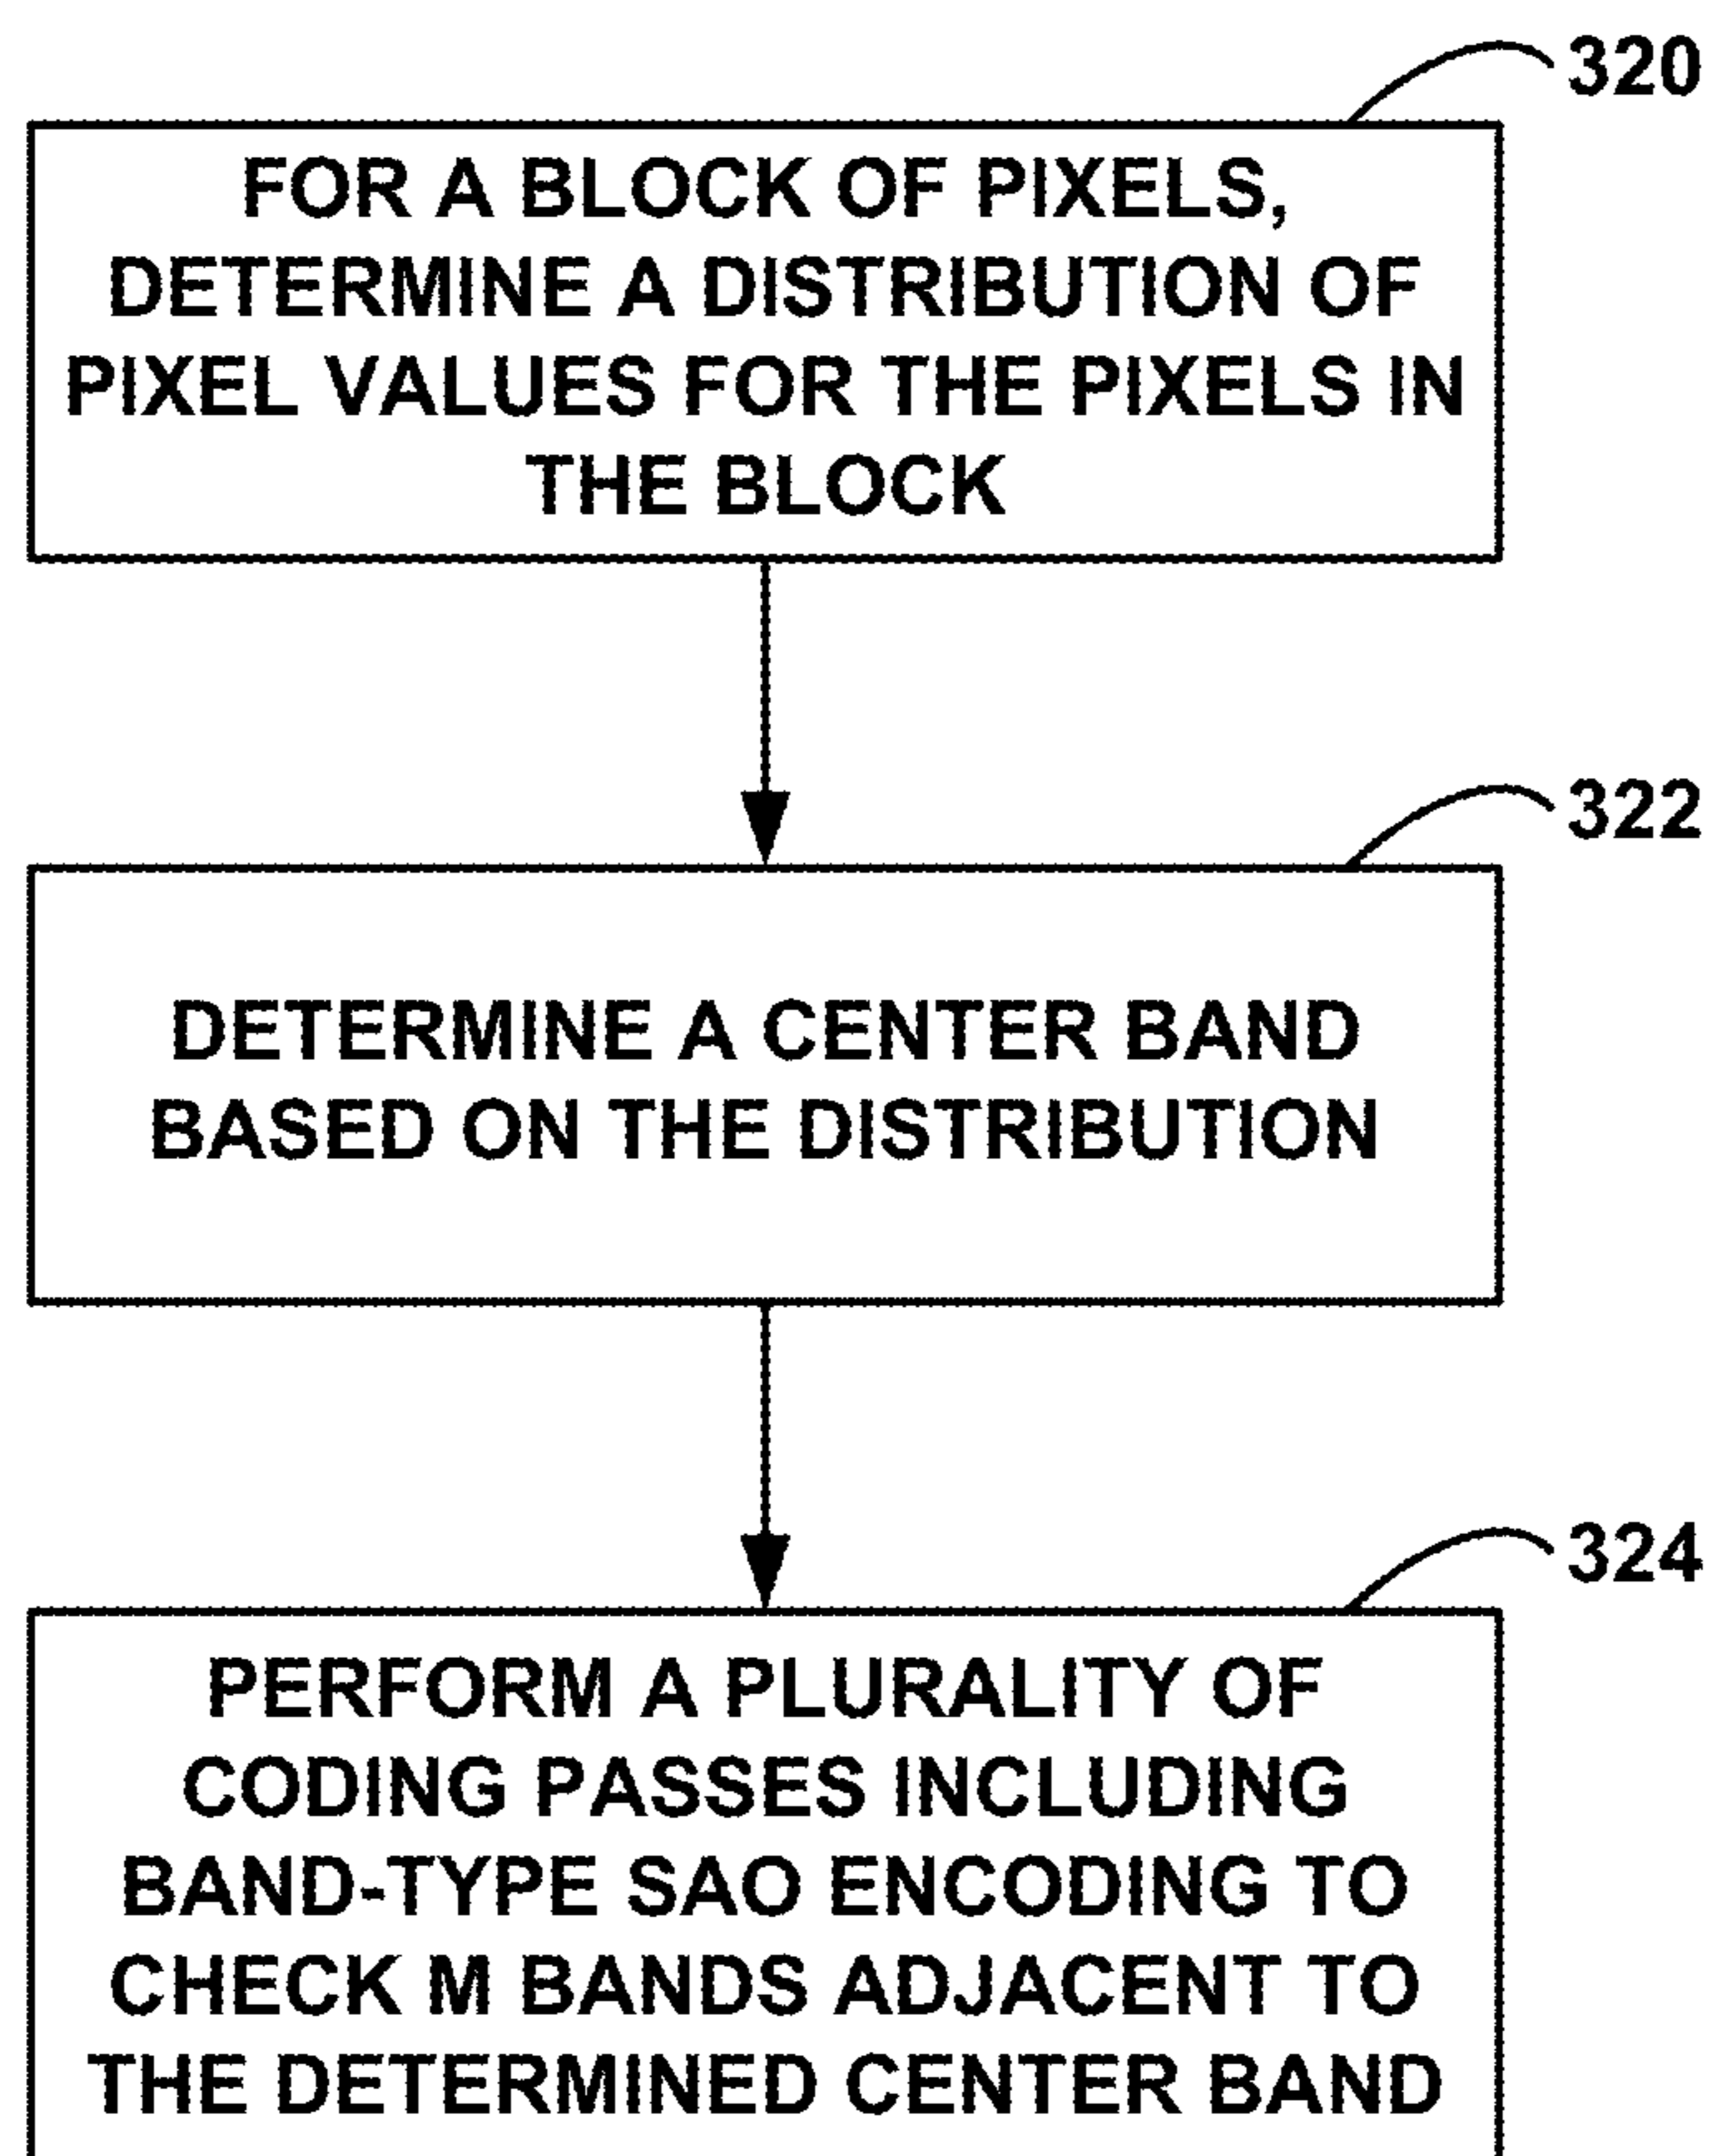 320
FOR A BLOCK OF PIXELS,
DETERMINE A DISTRIBUTION OF
PIXEL VALUES FOR THE PIXELS IN
THE BLOCK
322
DETERMINE A CENTER BAND
BASED ON THE DISTRIBUTION
324
PERFORM A PLURALITY OF
CODING PASSES INCLUDING
BAND-TYPE SAO ENCODING TO
CHECK M BANDS ADJACENT TO
THE DETERMINED CENTER BAND